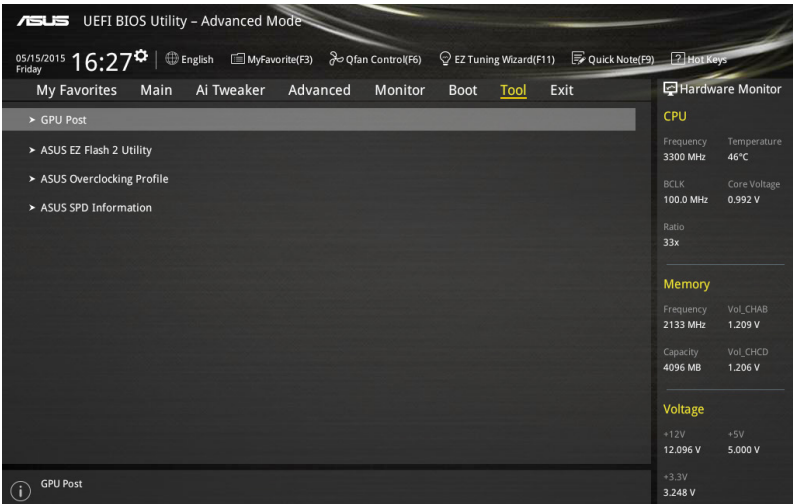 ASUS UEFI BIOS Utility – Advanced Mode
05/15/2015
Friday
16:27
English
MyFavorite(F3)
Qfan Control(F6)
EZ Tuning Wizard(F11)
Quick Note(F9)
? Hot Keys
My Favorites Main Ai Tweaker Advanced Monitor Boot Tool Exit
> GPU Post
> ASUS EZ Flash 2 Utility
> ASUS Overclocking Profile
> ASUS SPD Information
i GPU Post
Hardware Monitor
CPU
Frequency Temperature
3300 MHz 46°C
BCLK Core Voltage
100.0 MHz 0.992 V
Ratio
33x
Memory
Frequency Vol_CHAB
2133 MHz 1.209 V
Capacity Vol_CHCD
4096 MB 1.206 V
Voltage
+12V +5V
12.096 V 5.000 V
+3.3V
3.248 V